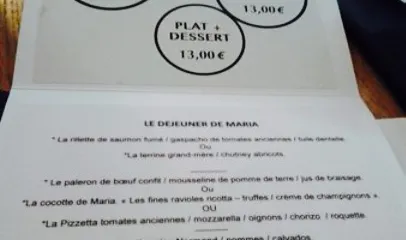 13,00 €
PLAT +
DESSERT
13,00 €
LE DEJEUNER DE MARIA
* La rillette de saumon fumé / gaspacho de tomates anciennes / tuile dentelle.
OU
*La terrine grand-mère / chutney abricots.
* Le paleron de bœuf confit / mousseline de pomme de terre / jus de braisage.
OU
*La cocotte de Maria. « Les fines ravioles ricotta – truffes / crème de champignons ».
OU
*La Pizzetta tomates anciennes / mozzarella / oignons / chorizo / roquette.
Normand / pommes / calvados